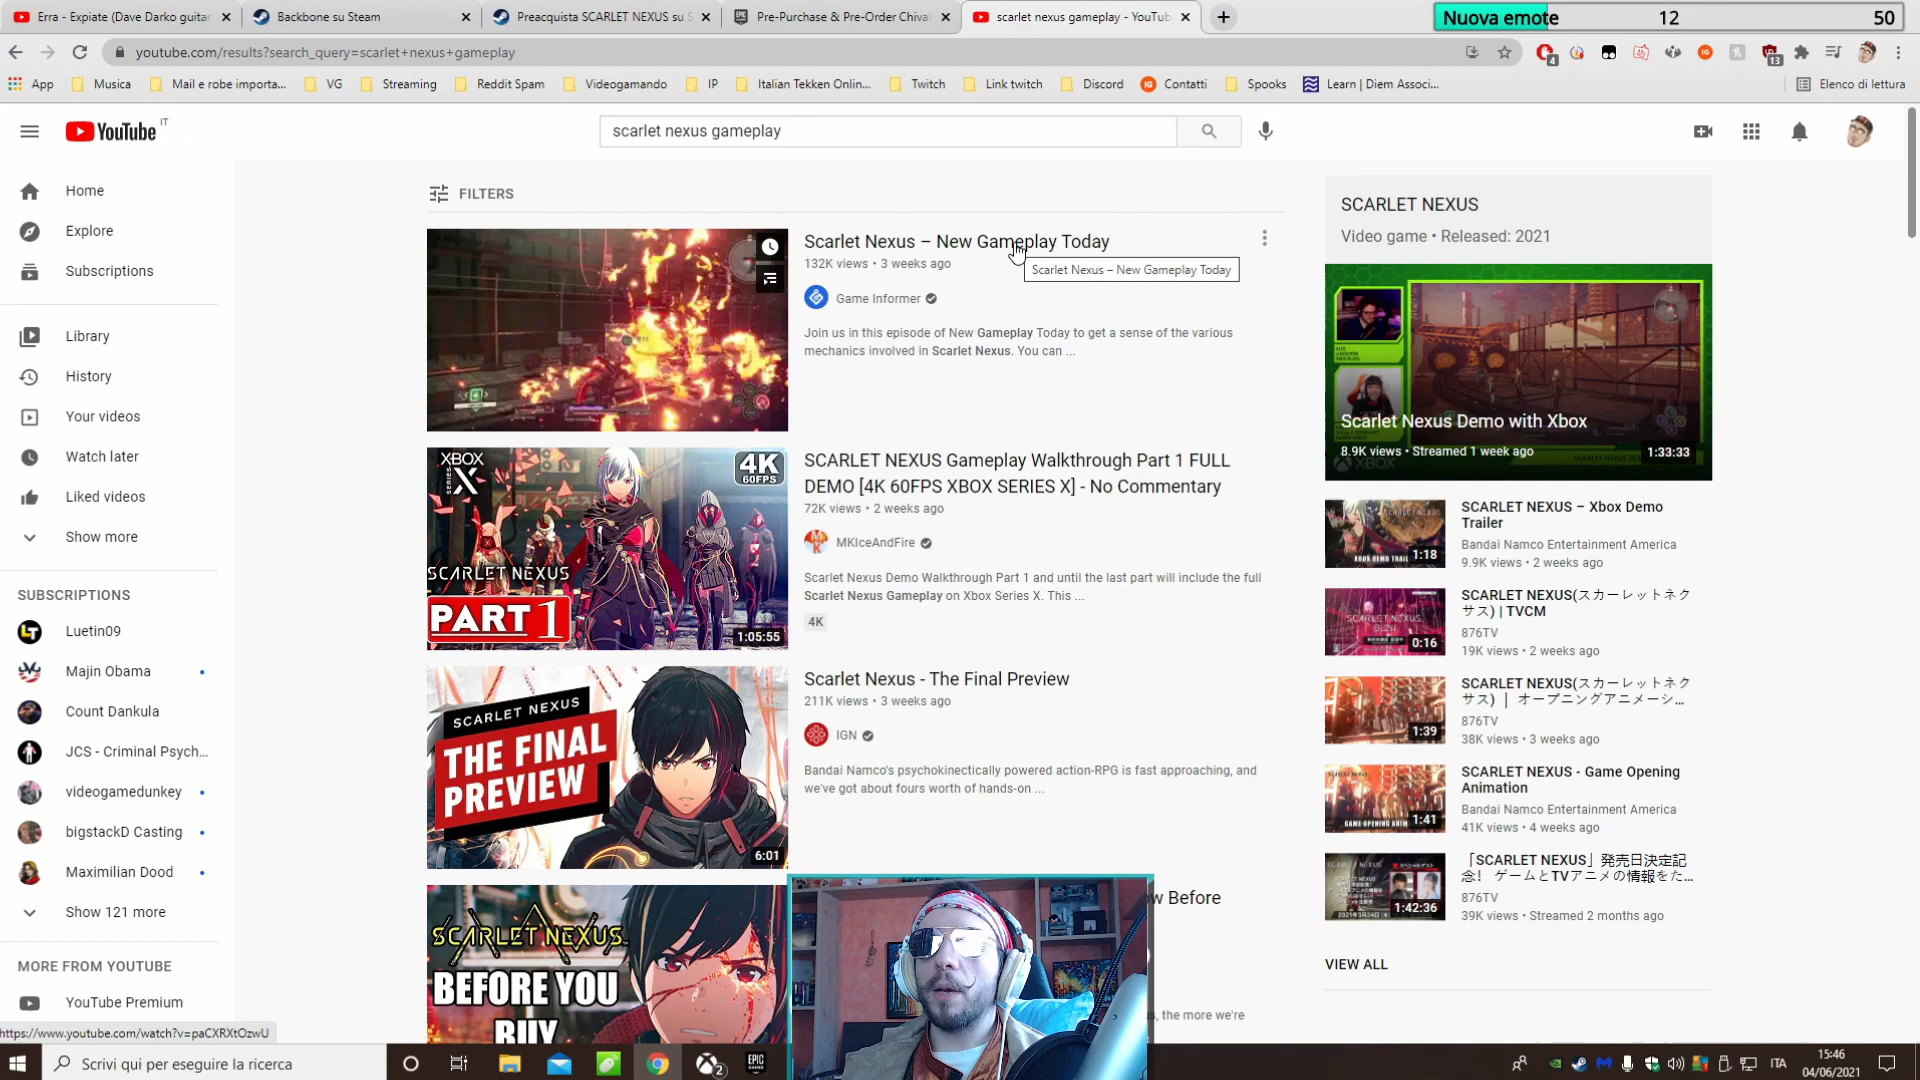 Erra - Expiate (Dave Darko guitar
Backbone su Steam
Preacquista SCARLET NEXUS su S
Pre-Purchase & Pre-Order Chival
scarlet nexus gameplay - YouTub
Nuova emote 12 50
youtube.com/results?search_query=scarlet+nexus+gameplay
4
13
App Musica Mail e robe importa... VG Streaming Reddit Spam Videogamando IP Italian Tekken Onlin... Twitch Link twitch Discord Contatti Spooks Learn | Diem Associ... Elenco di lettura
YouTube IT
scarlet nexus gameplay
Home
Explore
Subscriptions
Library
History
Your videos
Watch later
Liked videos
Show more
SUBSCRIPTIONS
Luetin09
Majin Obama
Count Dankula
JCS - Criminal Psych...
videogamedunkey
bigstackD Casting
Maximilian Dood
Show 121 more
MORE FROM YOUTUBE
YouTube Premium
https://www.youtube.com/watch?v=paCXRXtOzwU
FILTERS
Scarlet Nexus – New Gameplay Today
132K views • 3 weeks ago
Scarlet Nexus – New Gameplay Today
Game Informer
Join us in this episode of New Gameplay Today to get a sense of the various
mechanics involved in Scarlet Nexus. You can ...
XBOX
SERIES X
4K
60FPS
SCARLET NEXUS
PART 1
1:05:55
SCARLET NEXUS Gameplay Walkthrough Part 1 FULL
DEMO [4K 60FPS XBOX SERIES X] - No Commentary
72K views • 2 weeks ago
MKIceAndFire
Scarlet Nexus Demo Walkthrough Part 1 and until the last part will include the full
Scarlet Nexus Gameplay on Xbox Series X. This ...
4K
SCARLET NEXUS
THE FINAL
PREVIEW
6:01
Scarlet Nexus - The Final Preview
211K views • 3 weeks ago
IGN
Bandai Namco's psychokinectically powered action-RPG is fast approaching, and
we've got about fours worth of hands-on ...
SCARLET NEXUS
BEFORE YOU
BUY
w Before
s, the more we're
SCARLET NEXUS
Video game • Released: 2021
Scarlet Nexus Demo with Xbox
8.9K views • Streamed 1 week ago
1:33:33
XBOX
SCARLET NEXUS – Xbox Demo
Trailer
Bandai Namco Entertainment America
9.9K views • 2 weeks ago
1:18
SCARLET NEXUS(スカーレットネク
サス) | TVCM
876TV
19K views • 2 weeks ago
0:16
SCARLET NEXUS(スカーレットネク
サス) | オープニングアニメーシ...
876TV
38K views • 3 weeks ago
1:39
SCARLET NEXUS - Game Opening
Animation
Bandai Namco Entertainment America
41K views • 4 weeks ago
1:41
「SCARLET NEXUS」発売日決定記
念! ゲームとTVアニメの情報をた...
876TV
39K views • Streamed 2 months ago
1:42:36
VIEW ALL
Scrivi qui per eseguire la ricerca
2
EPIC
GAMES
ITA
15:46
04/06/2021